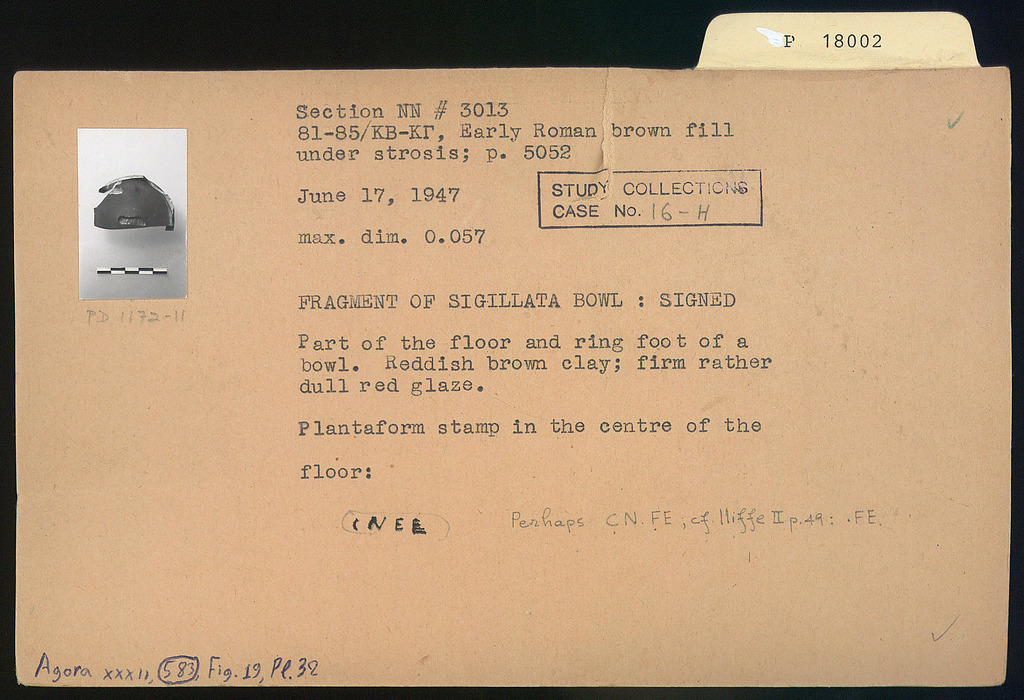 P 18002
Section NN # 3013
81-85/ΚΒ-ΚΓ, Early Roman brown fill
under strosis; p. 5052
June 17, 1947
STUDY COLLECTIONS
CASE No. 16-H
max. dim. 0.057
PD 1172-11
FRAGMENT OF SIGILLATA BOWL : SIGNED
Part of the floor and ring foot of a
bowl. Reddish brown clay; firm rather
dull red glaze.
Plantaform stamp in the centre of the
floor:
CNEE
Perhaps C N. FE, cf. Iliffe II p. 49: .FE.
Agora XXXII, 583, Fig. 19, Pl. 32